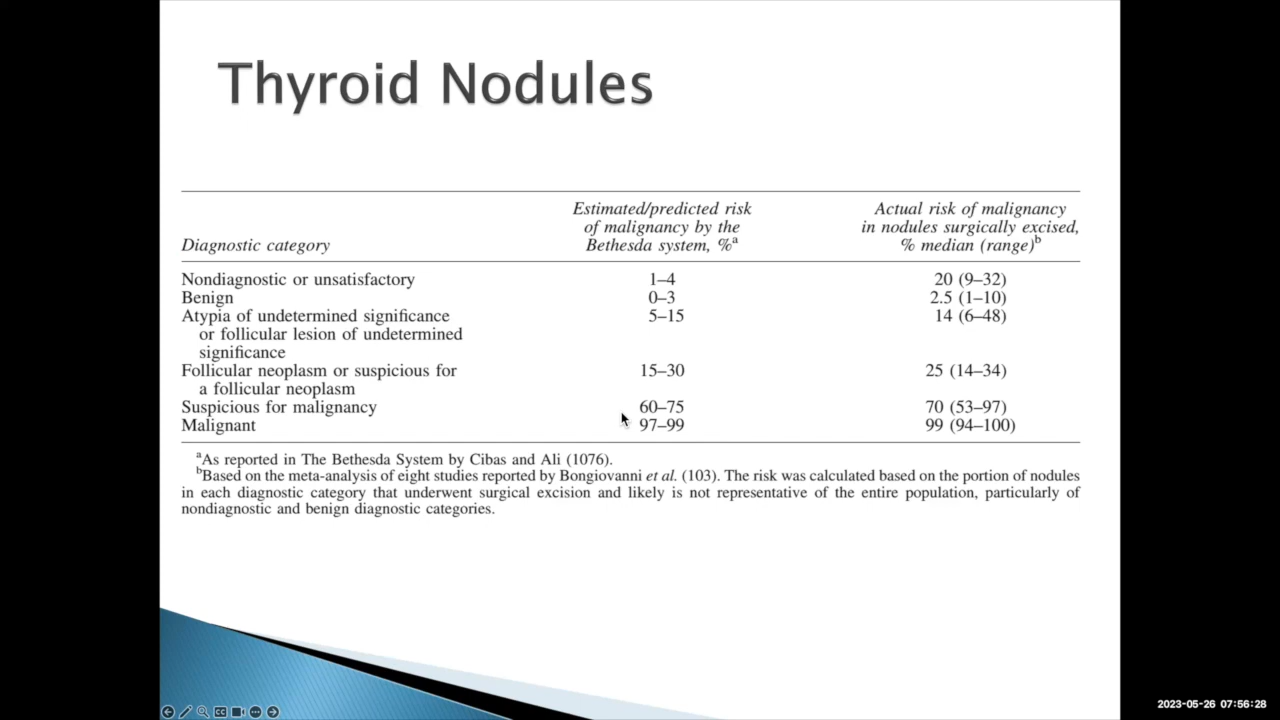 Thyroid Nodules
Estimated/predicted risk Actual risk of malignancy
of malignancy by the in nodules surgically excised,
Diagnostic category Bethesda system, %a % median (range)b
Nondiagnostic or unsatisfactory 1–4 20 (9–32)
Benign 0–3 2.5 (1–10)
Atypia of undetermined significance 5–15 14 (6–48)
or follicular lesion of undetermined
significance
Follicular neoplasm or suspicious for 15–30 25 (14–34)
a follicular neoplasm
Suspicious for malignancy 60–75 70 (53–97)
Malignant 97–99 99 (94–100)
aAs reported in The Bethesda System by Cibas and Ali (1076).
bBased on the meta-analysis of eight studies reported by Bongiovanni et al. (103). The risk was calculated based on the portion of nodules
in each diagnostic category that underwent surgical excision and likely is not representative of the entire population, particularly of
nondiagnostic and benign diagnostic categories.
CC
2023-05-26 07:56:28